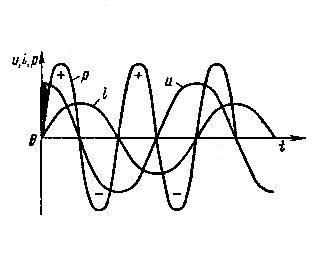 u, i, p
+ p i + u
0 t
− −